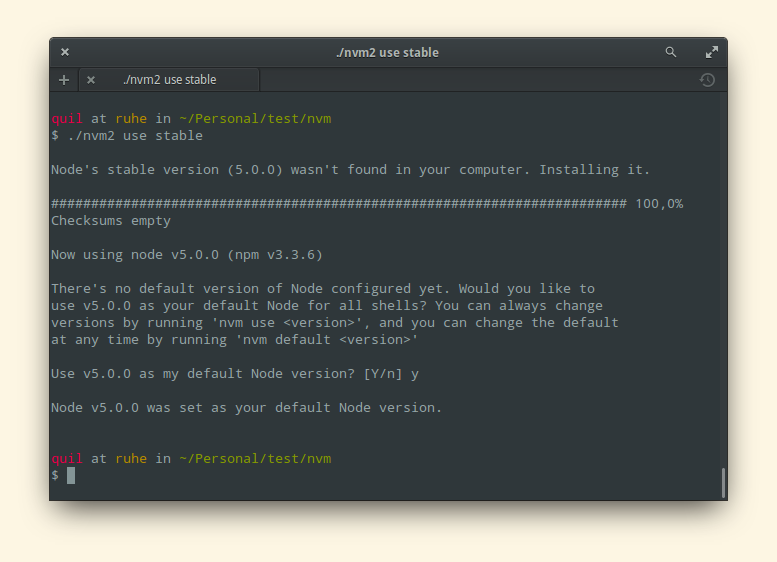 ./nvm2 use stable
./nvm2 use stable
quil at ruhe in ~/Personal/test/nvm
$ ./nvm2 use stable
Node's stable version (5.0.0) wasn't found in your computer. Installing it.
######################################################################## 100,0%
Checksums empty
Now using node v5.0.0 (npm v3.3.6)
There's no default version of Node configured yet. Would you like to
use v5.0.0 as your default Node for all shells? You can always change
versions by running 'nvm use <version>', and you can change the default
at any time by running 'nvm default <version>'
Use v5.0.0 as my default Node version? [Y/n] y
Node v5.0.0 was set as your default Node version.
quil at ruhe in ~/Personal/test/nvm
$